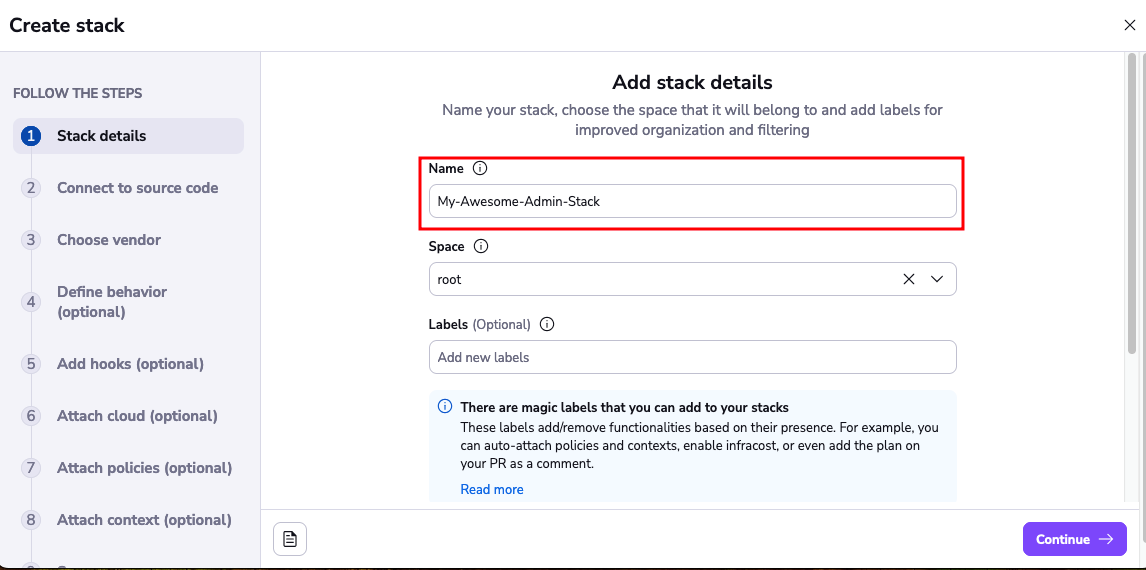 Create stack
FOLLOW THE STEPS
1 Stack details
2 Connect to source code
3 Choose vendor
4 Define behavior
(optional)
5 Add hooks (optional)
6 Attach cloud (optional)
7 Attach policies (optional)
8 Attach context (optional)
Add stack details
Name your stack, choose the space that it will belong to and add labels for
improved organization and filtering
Name
My-Awesome-Admin-Stack
Space
root
Labels (Optional)
Add new labels
There are magic labels that you can add to your stacks
These labels add/remove functionalities based on their presence. For example, you
can auto-attach policies and contexts, enable infracost, or even add the plan on
your PR as a comment.
Read more
Continue